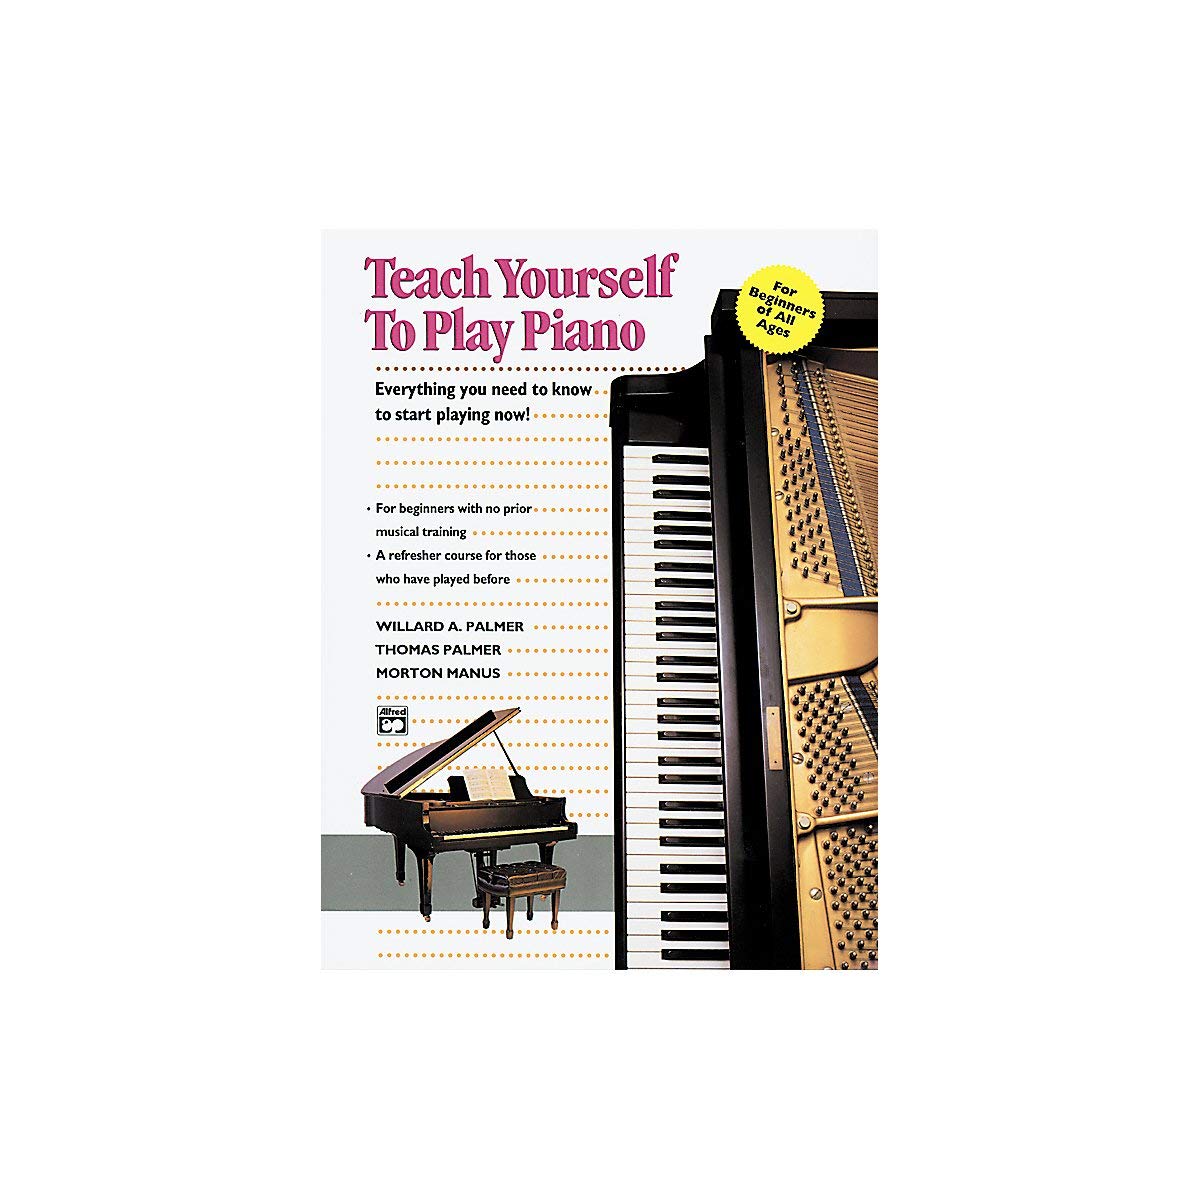 Teach Yourself
To Play Piano
For
Beginners
of All
Ages
Everything you need to know
to start playing now!
• For beginners with no prior
musical training
• A refresher course for those
who have played before
WILLARD A. PALMER
THOMAS PALMER
MORTON MANUS
Alfred